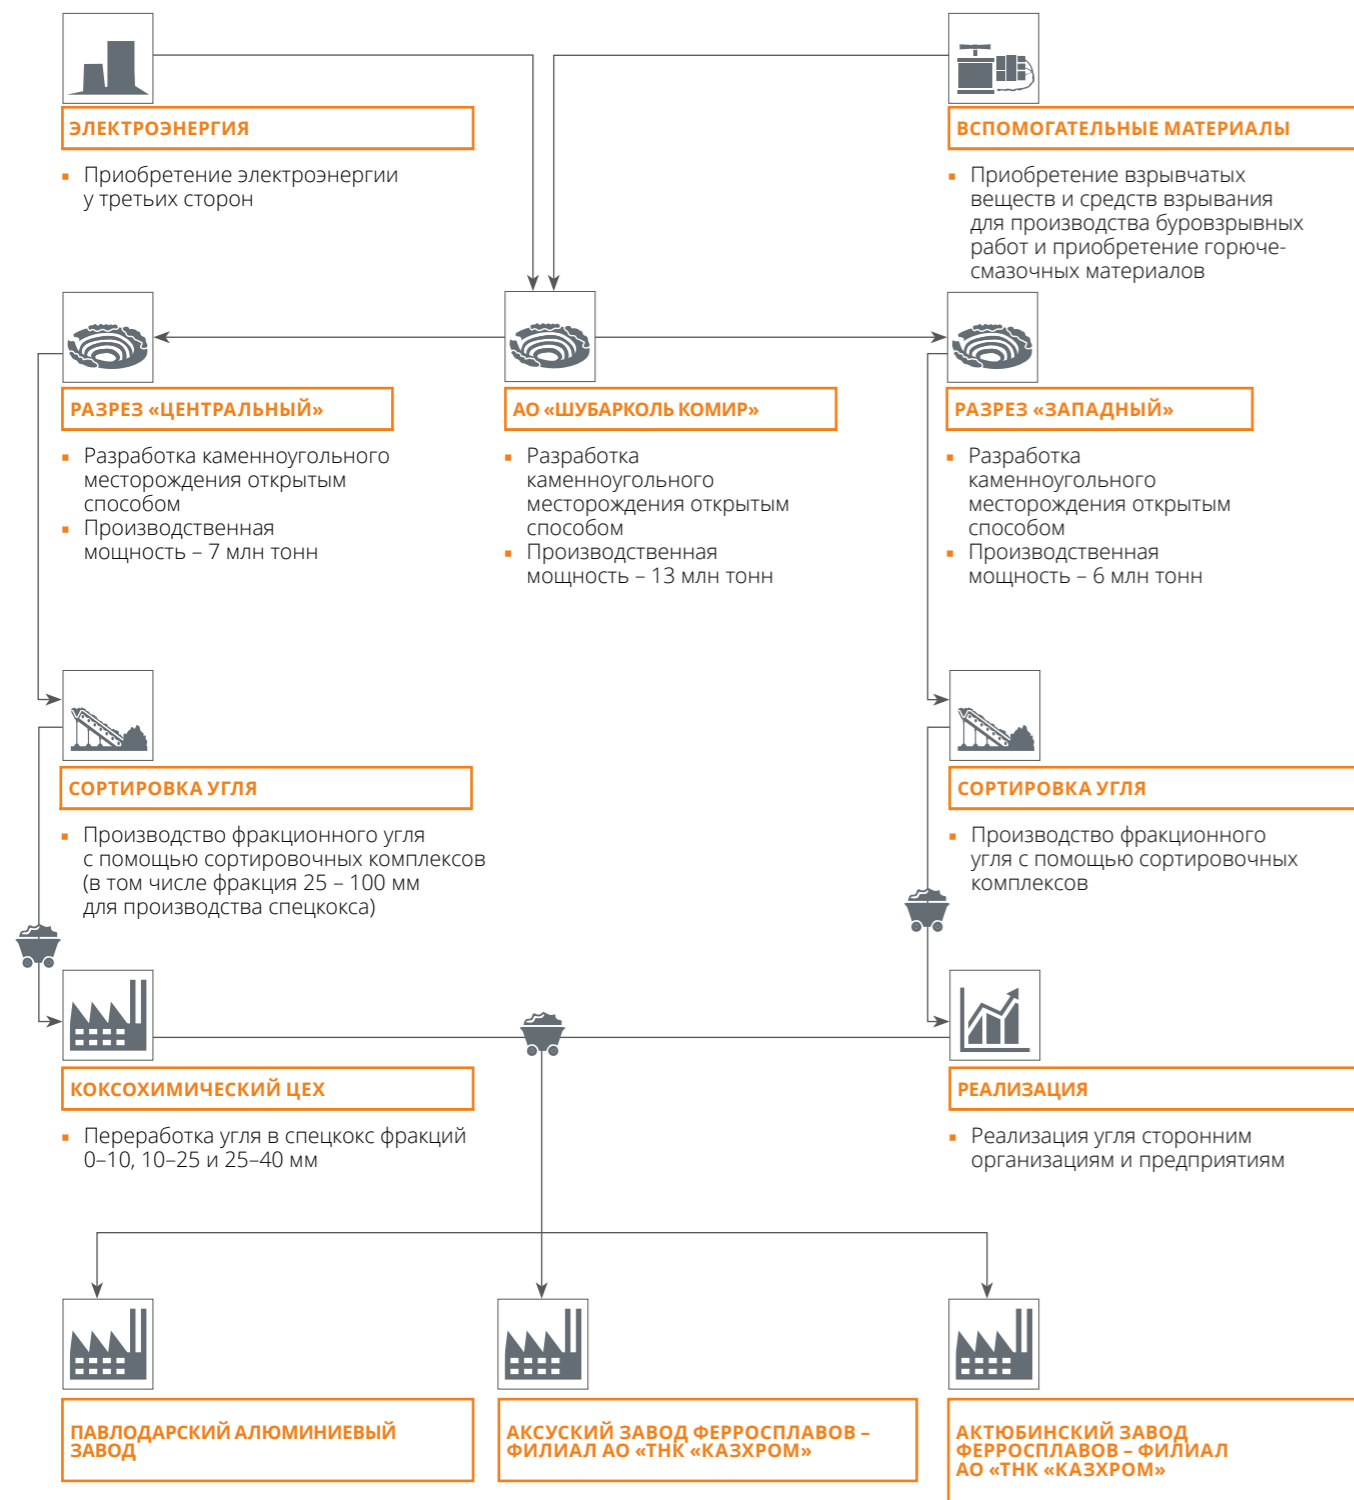 ЭЛЕКТРОЭНЕРГИЯ
▪ Приобретение электроэнергии
у третьих сторон
ВСПОМОГАТЕЛЬНЫЕ МАТЕРИАЛЫ
▪ Приобретение взрывчатых
веществ и средств взрывания
для производства буровзрывных
работ и приобретение горюче-
смазочных материалов
РАЗРЕЗ «ЦЕНТРАЛЬНЫЙ»
▪ Разработка каменноугольного
месторождения открытым
способом
▪ Производственная
мощность – 7 млн тонн
АО «ШУБАРКОЛЬ КОМИР»
▪ Разработка
каменноугольного
месторождения открытым
способом
▪ Производственная
мощность – 13 млн тонн
РАЗРЕЗ «ЗАПАДНЫЙ»
▪ Разработка
каменноугольного
месторождения открытым
способом
▪ Производственная
мощность – 6 млн тонн
СОРТИРОВКА УГЛЯ
▪ Производство фракционного угля
с помощью сортировочных комплексов
(в том числе фракция 25 – 100 мм
для производства спецкокса)
СОРТИРОВКА УГЛЯ
▪ Производство фракционного
угля с помощью сортировочных
комплексов
КОКСОХИМИЧЕСКИЙ ЦЕХ
▪ Переработка угля в спецкокс фракций
0–10, 10–25 и 25–40 мм
РЕАЛИЗАЦИЯ
▪ Реализация угля сторонним
организациям и предприятиям
ПАВЛОДАРСКИЙ АЛЮМИНИЕВЫЙ
ЗАВОД
АКСУСКИЙ ЗАВОД ФЕРРОСПЛАВОВ –
ФИЛИАЛ АО «ТНК «КАЗХРОМ»
АКТЮБИНСКИЙ ЗАВОД
ФЕРРОСПЛАВОВ – ФИЛИАЛ
АО «ТНК «КАЗХРОМ»